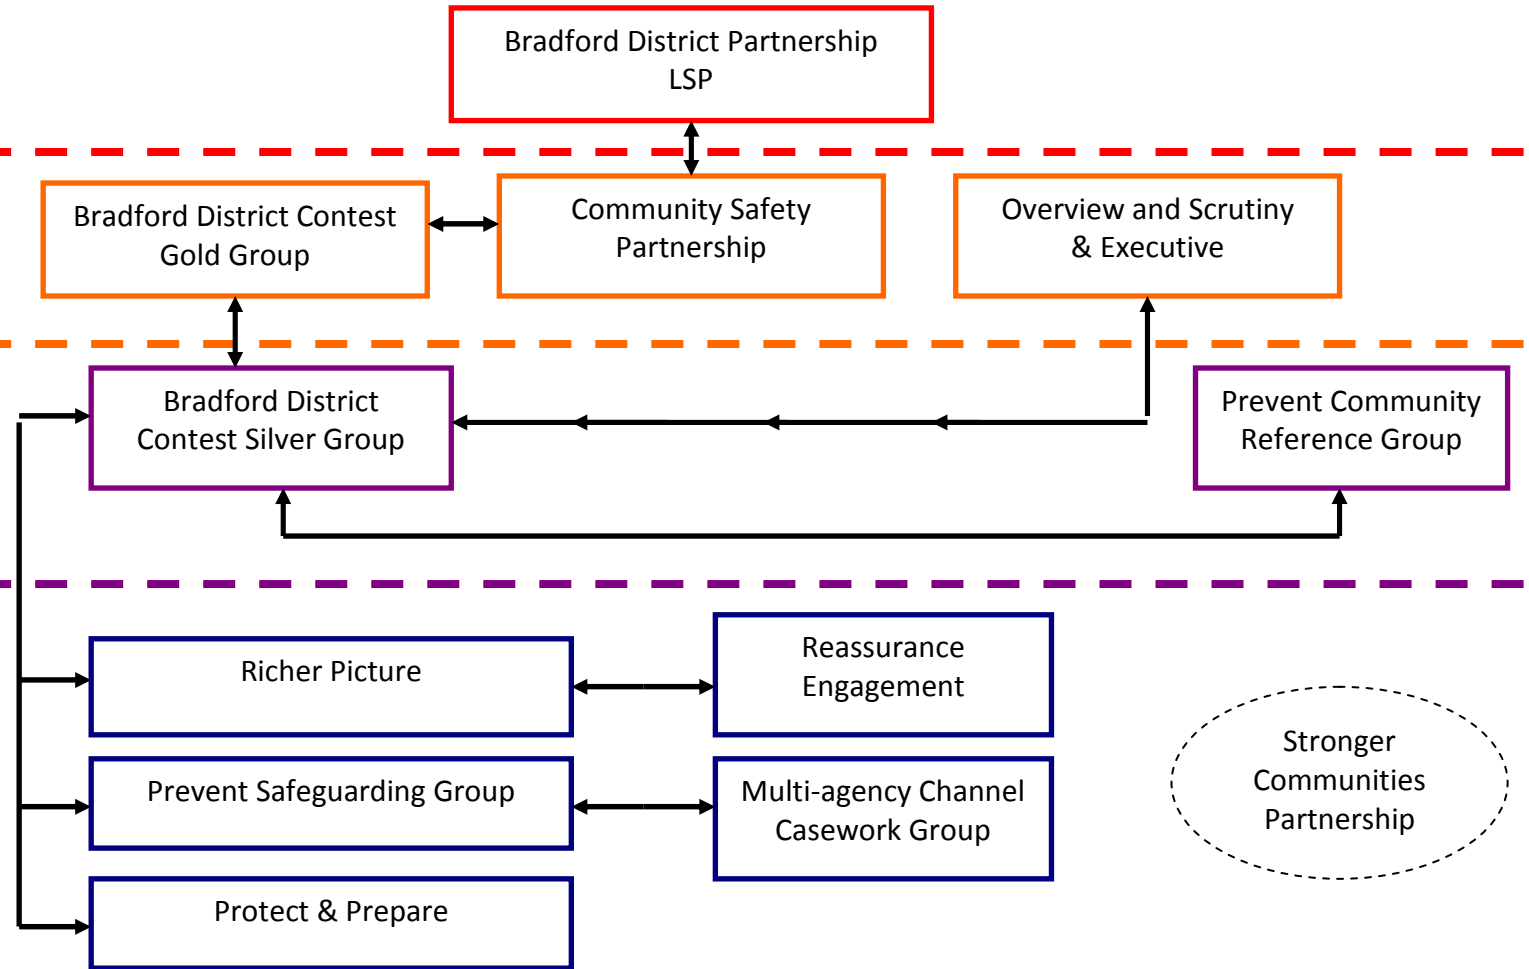 Bradford District Partnership
LSP
Bradford District Contest
Gold Group
Community Safety
Partnership
Overview and Scrutiny
& Executive
Bradford District
Contest Silver Group
Prevent Community
Reference Group
Richer Picture
Reassurance
Engagement
Prevent Safeguarding Group
Multi-agency Channel
Casework Group
Stronger
Communities
Partnership
Protect & Prepare